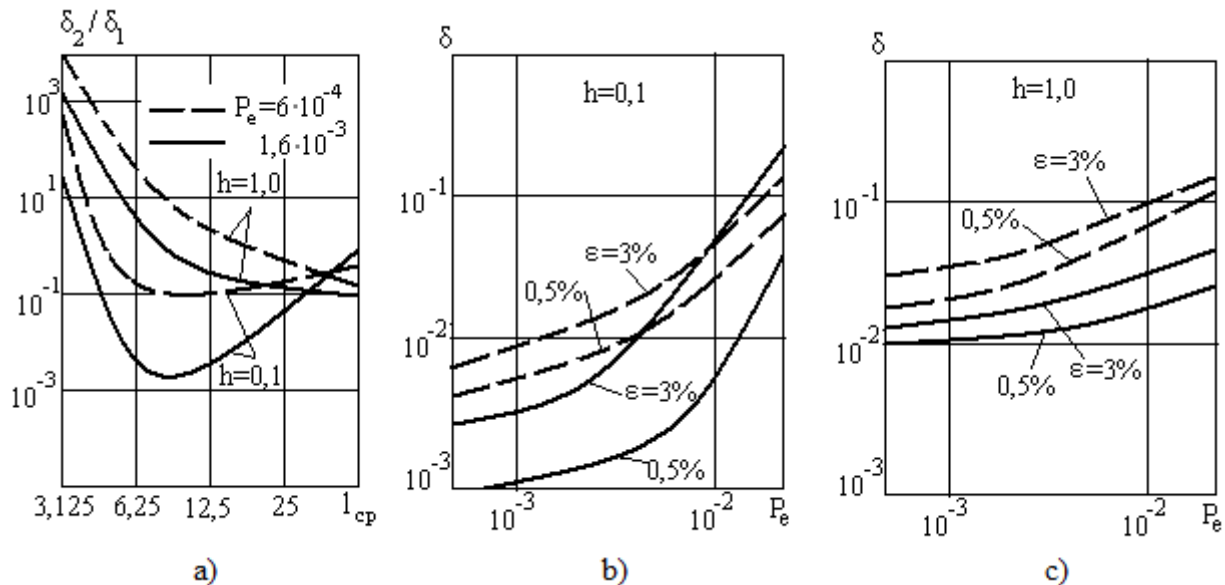 δ₂ / δ₁
10³
10¹
10⁻¹
10⁻³
Pₑ=6·10⁻⁴
1,6·10⁻³
h=1,0
h=0,1
3,125
6,25
12,5
25
1ср
a)
δ
h=0,1
10⁻¹
10⁻²
10⁻³
ε=3%
0,5%
ε=3%
0,5%
10⁻³
10⁻²
Pₑ
b)
δ
h=1,0
10⁻¹
10⁻²
10⁻³
ε=3%
0,5%
ε=3%
0,5%
10⁻³
10⁻²
Pₑ
c)